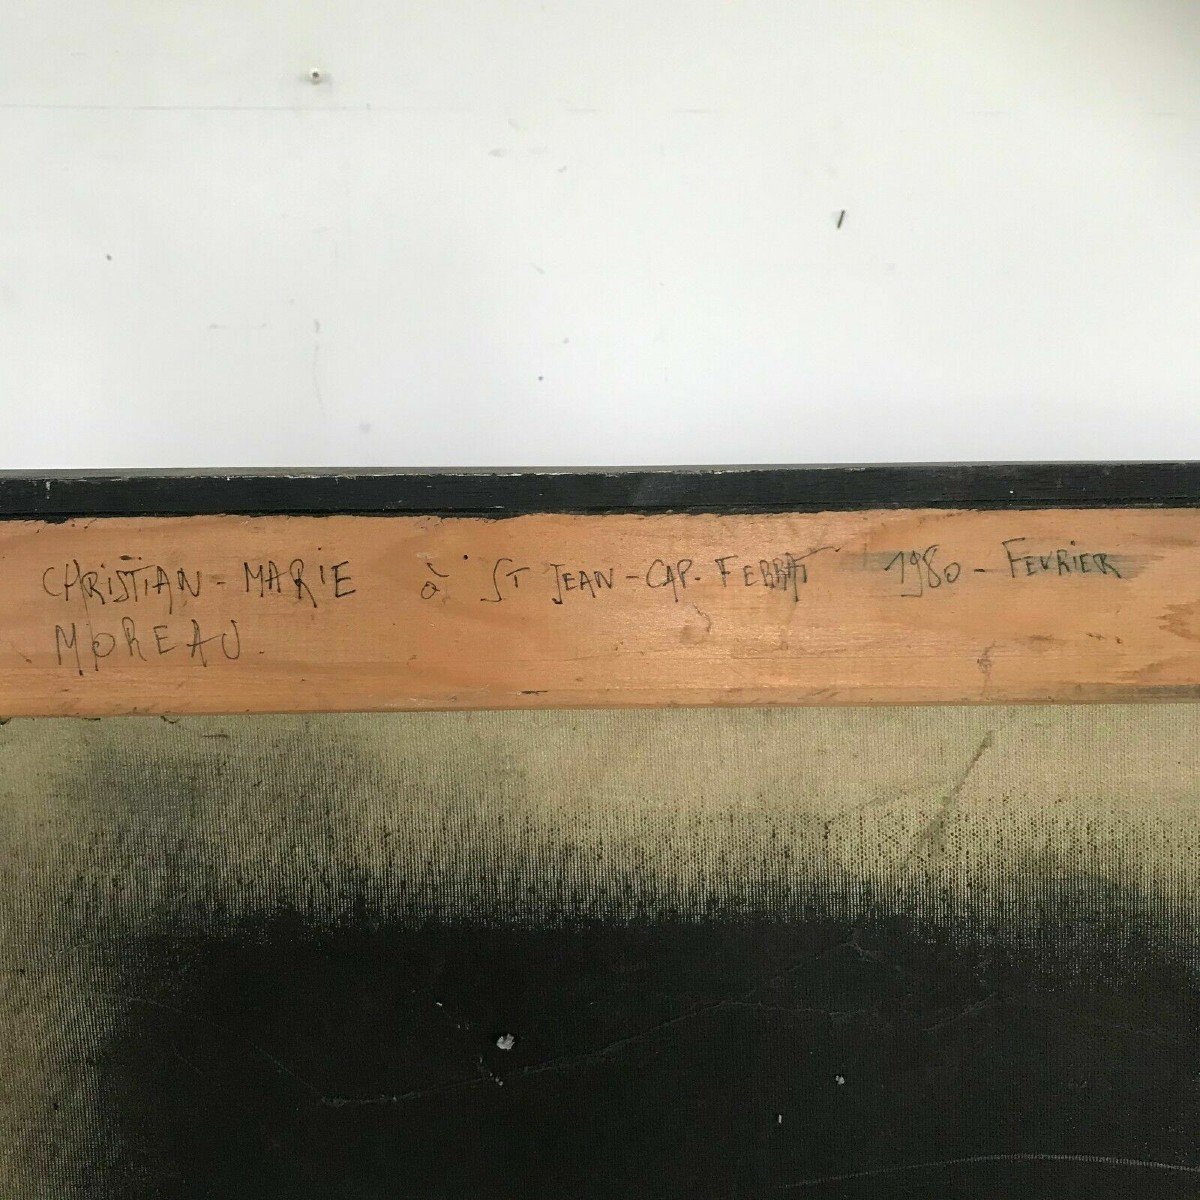 CHRISTIAN - MARIE à ST JEAN - CAP. FERRAT 1980 - FEVRIER
MOREAU.